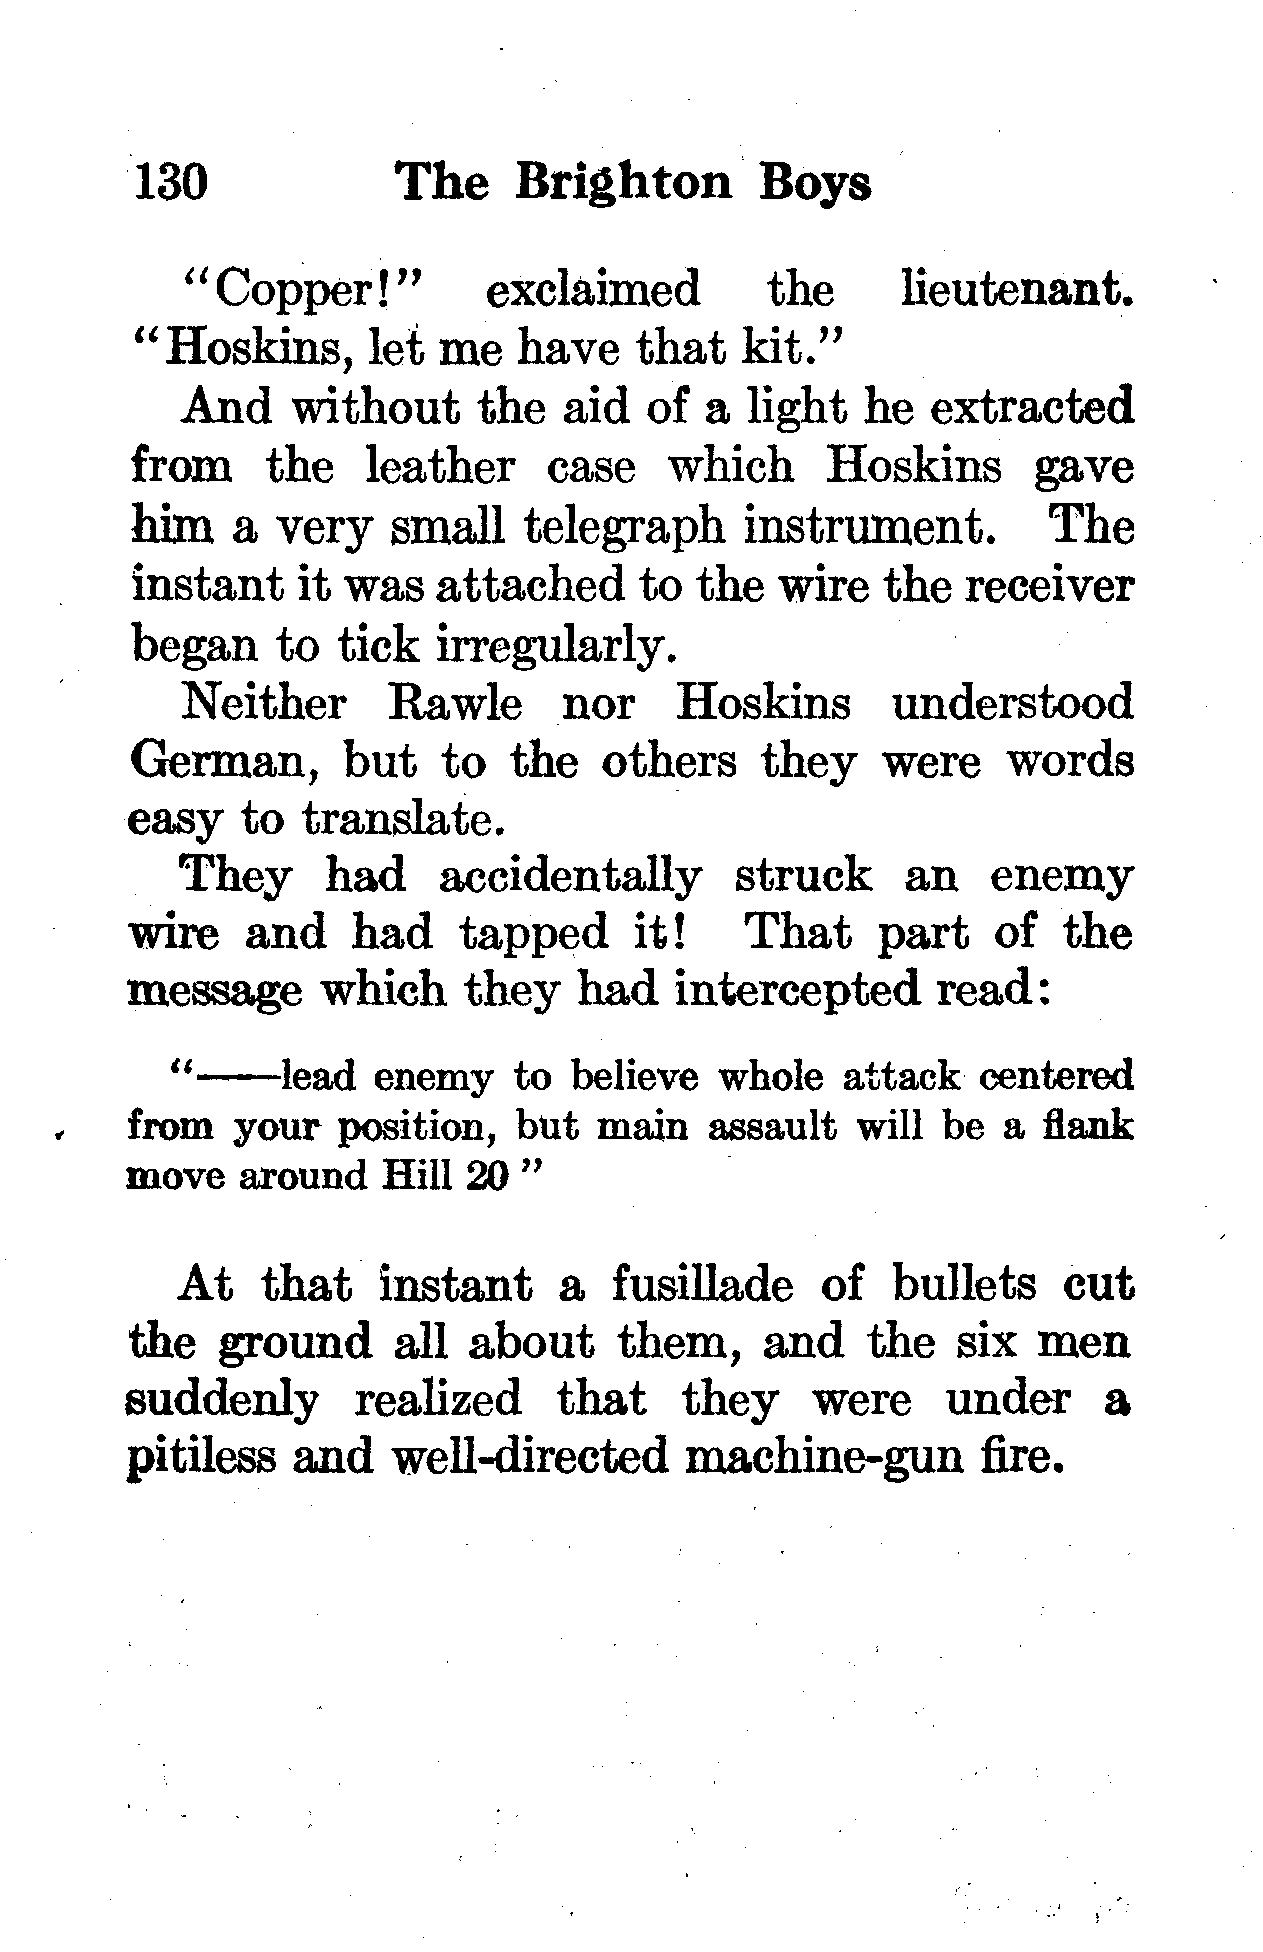 130 The Brighton Boys
“Copper!” exclaimed the lieutenant.
“Hoskins, let me have that kit.”
And without the aid of a light he extracted
from the leather case which Hoskins gave
him a very small telegraph instrument. The
instant it was attached to the wire the receiver
began to tick irregularly.
Neither Rawle nor Hoskins understood
German, but to the others they were words
easy to translate.
They had accidentally struck an enemy
wire and had tapped it! That part of the
message which they had intercepted read:
“——lead enemy to believe whole attack centered
from your position, but main assault will be a flank
move around Hill 20 ”
At that instant a fusillade of bullets cut
the ground all about them, and the six men
suddenly realized that they were under a
pitiless and well-directed machine-gun fire.